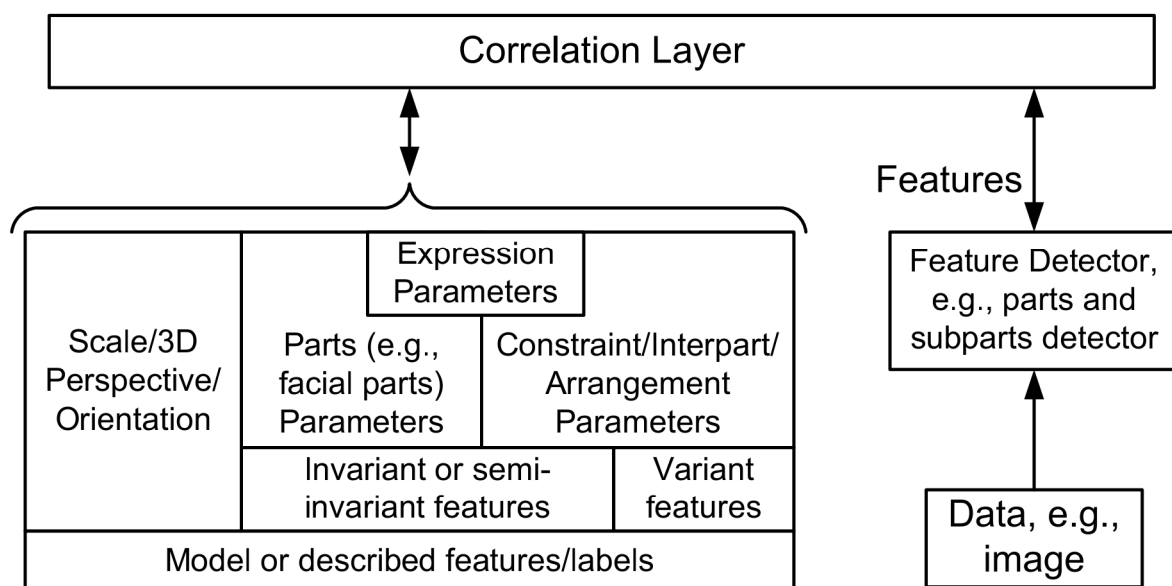 Correlation Layer
Features
Expression
Parameters
Scale/3D
Perspective/
Orientation
Parts (e.g.,
facial parts)
Parameters
Constraint/Interpart/
Arrangement
Parameters
Invariant or semi-
invariant features
Variant
features
Model or described features/labels
Feature Detector,
e.g., parts and
subparts detector
Data, e.g.,
image